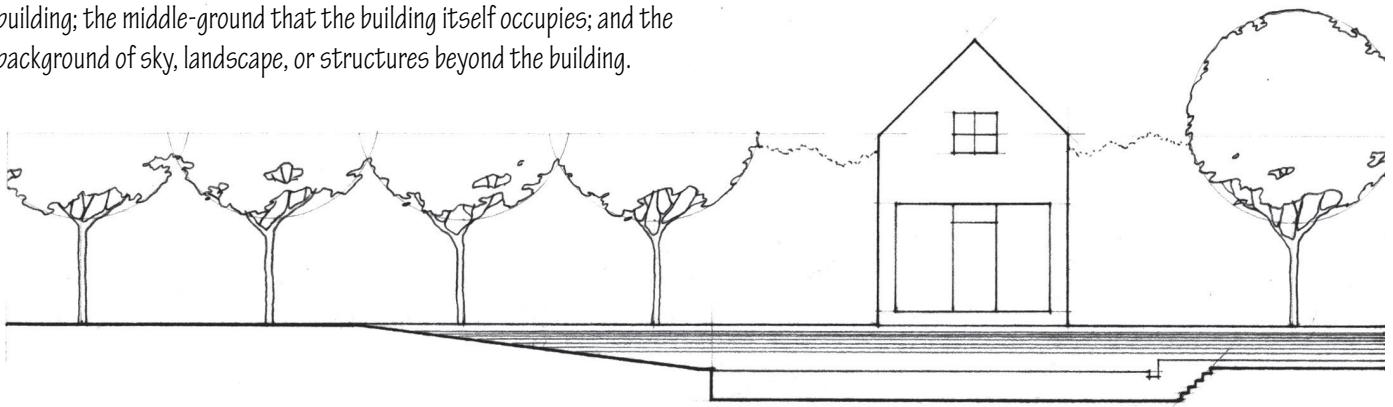 building; the middle-ground that the building itself occupies; and the
background of sky, landscape, or structures beyond the building.